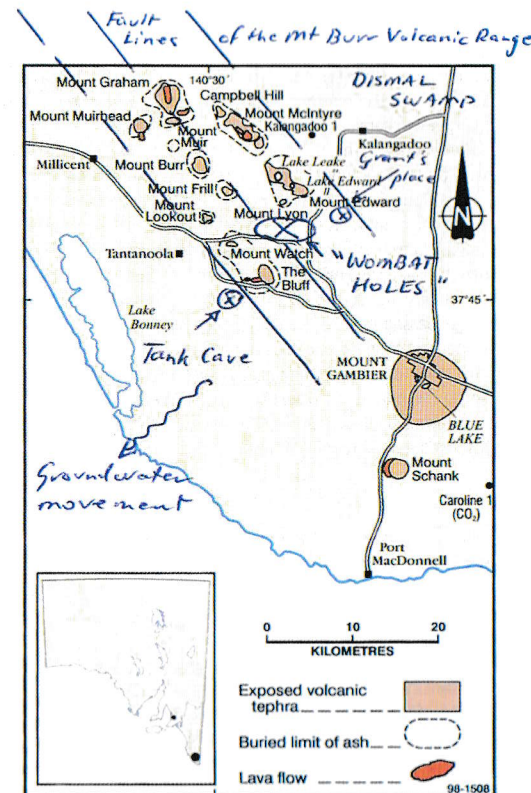 Fault
Lines of the Mt Burr Volcanic Range
140°30'
DISMAL
SWAMP
Mount Graham
Campbell Hill
Mount Muirhead
Mount McIntyre
Kalangadoo 1
Mount
Muir
Kalangadoo
Millicent
Mount Burr
Lake Leake
Grant's
place
Mount Frill
"Lake Edward"
Mount Edward
Mount
Lookout
Mount Lyon
N
Tantanoola
Mount Watch
"WOMBAT
HOLES"
The
Bluff
37°45'
Lake
Bonney
Tank Cave
MOUNT
GAMBIER
BLUE
LAKE
Groundwater
movement
Mount
Schank
Caroline 1
(CO₂)
Port
MacDonnell
0 10 20
KILOMETRES
Exposed volcanic
tephra
Buried limit of ash
Lava flow
98-1508